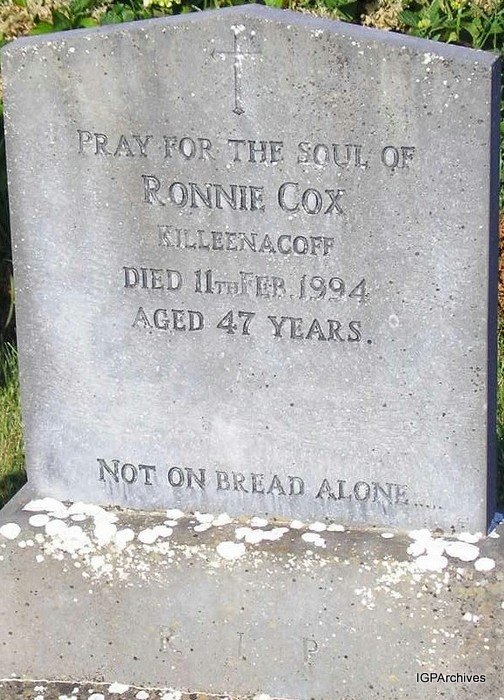 PRAY FOR THE SOUL OF
RONNIE COX
KILLEENACOFF
DIED 11TH FEB. 1994
AGED 47 YEARS.
NOT ON BREAD ALONE.....
R I P
IGPArchives